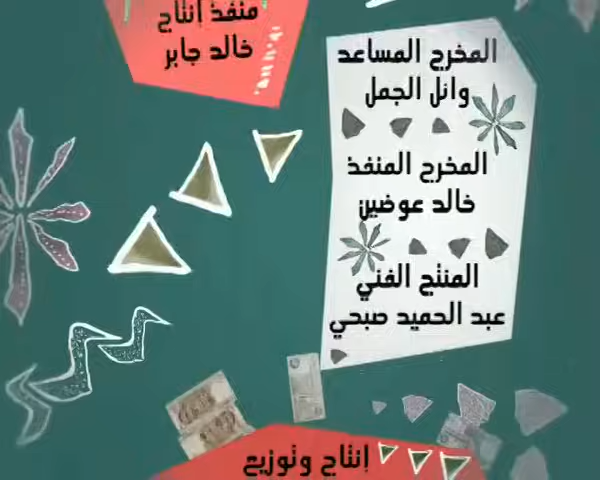 منفذ إنتاج
خالد جابر
المخرج المساعد
وائل الجمل
المخرج المنفذ
خالد عوضين
المنتج الفني
عبد الحميد صبحي
إنتاج وتوزيع